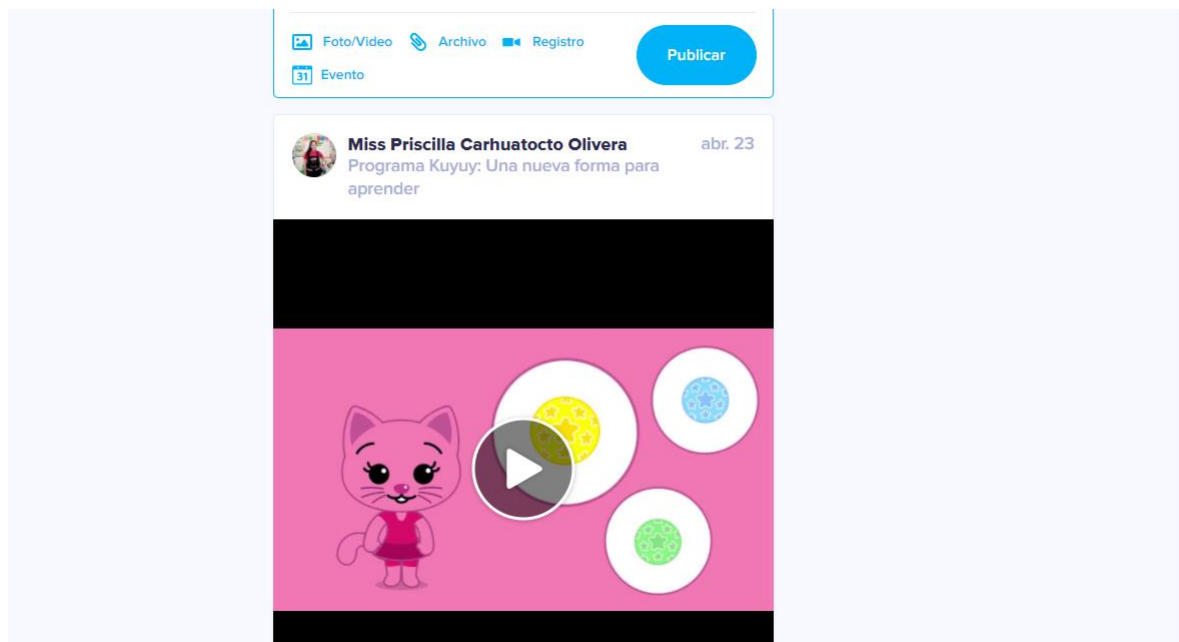 Foto/Video Archivo Registro
Publicar
31 Evento
Miss Priscilla Carhuatocto Olivera abr. 23
Programa Kuyuy: Una nueva forma para
aprender